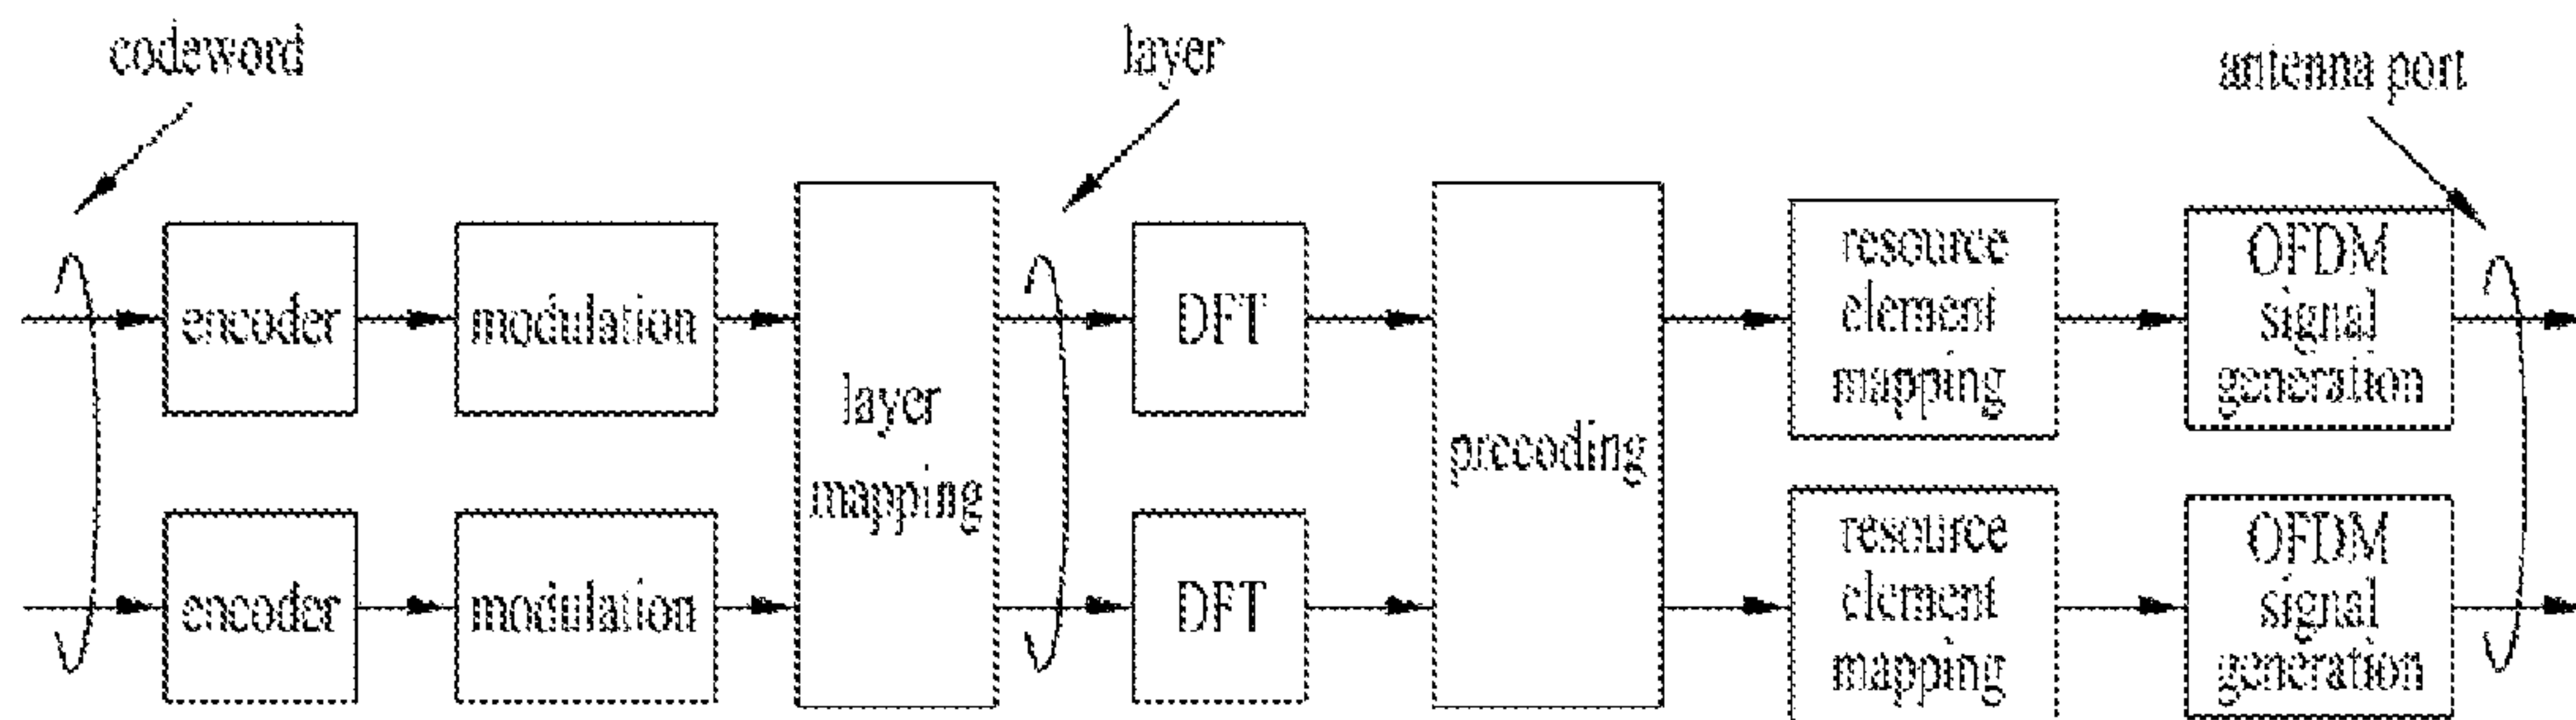 codeword
layer
antenna port
encoder
modulation
layer
mapping
DFT
precoding
resource
element
mapping
OFDM
signal
generation
encoder
modulation
DFT
resource
element
mapping
OFDM
signal
generation